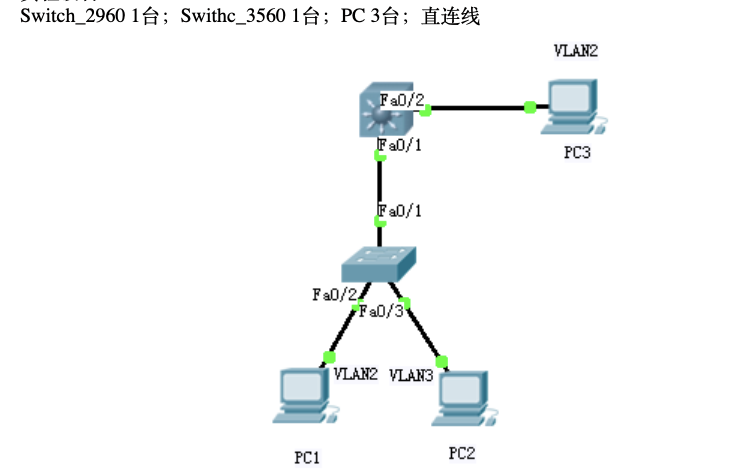 Switch_2960 1台；Swithc_3560 1台；PC 3台；直连线
VLAN2
Fa0/2
PC3
Fa0/1
Fa0/1
Fa0/2
Fa0/3
VLAN2
VLAN3
PC1
PC2